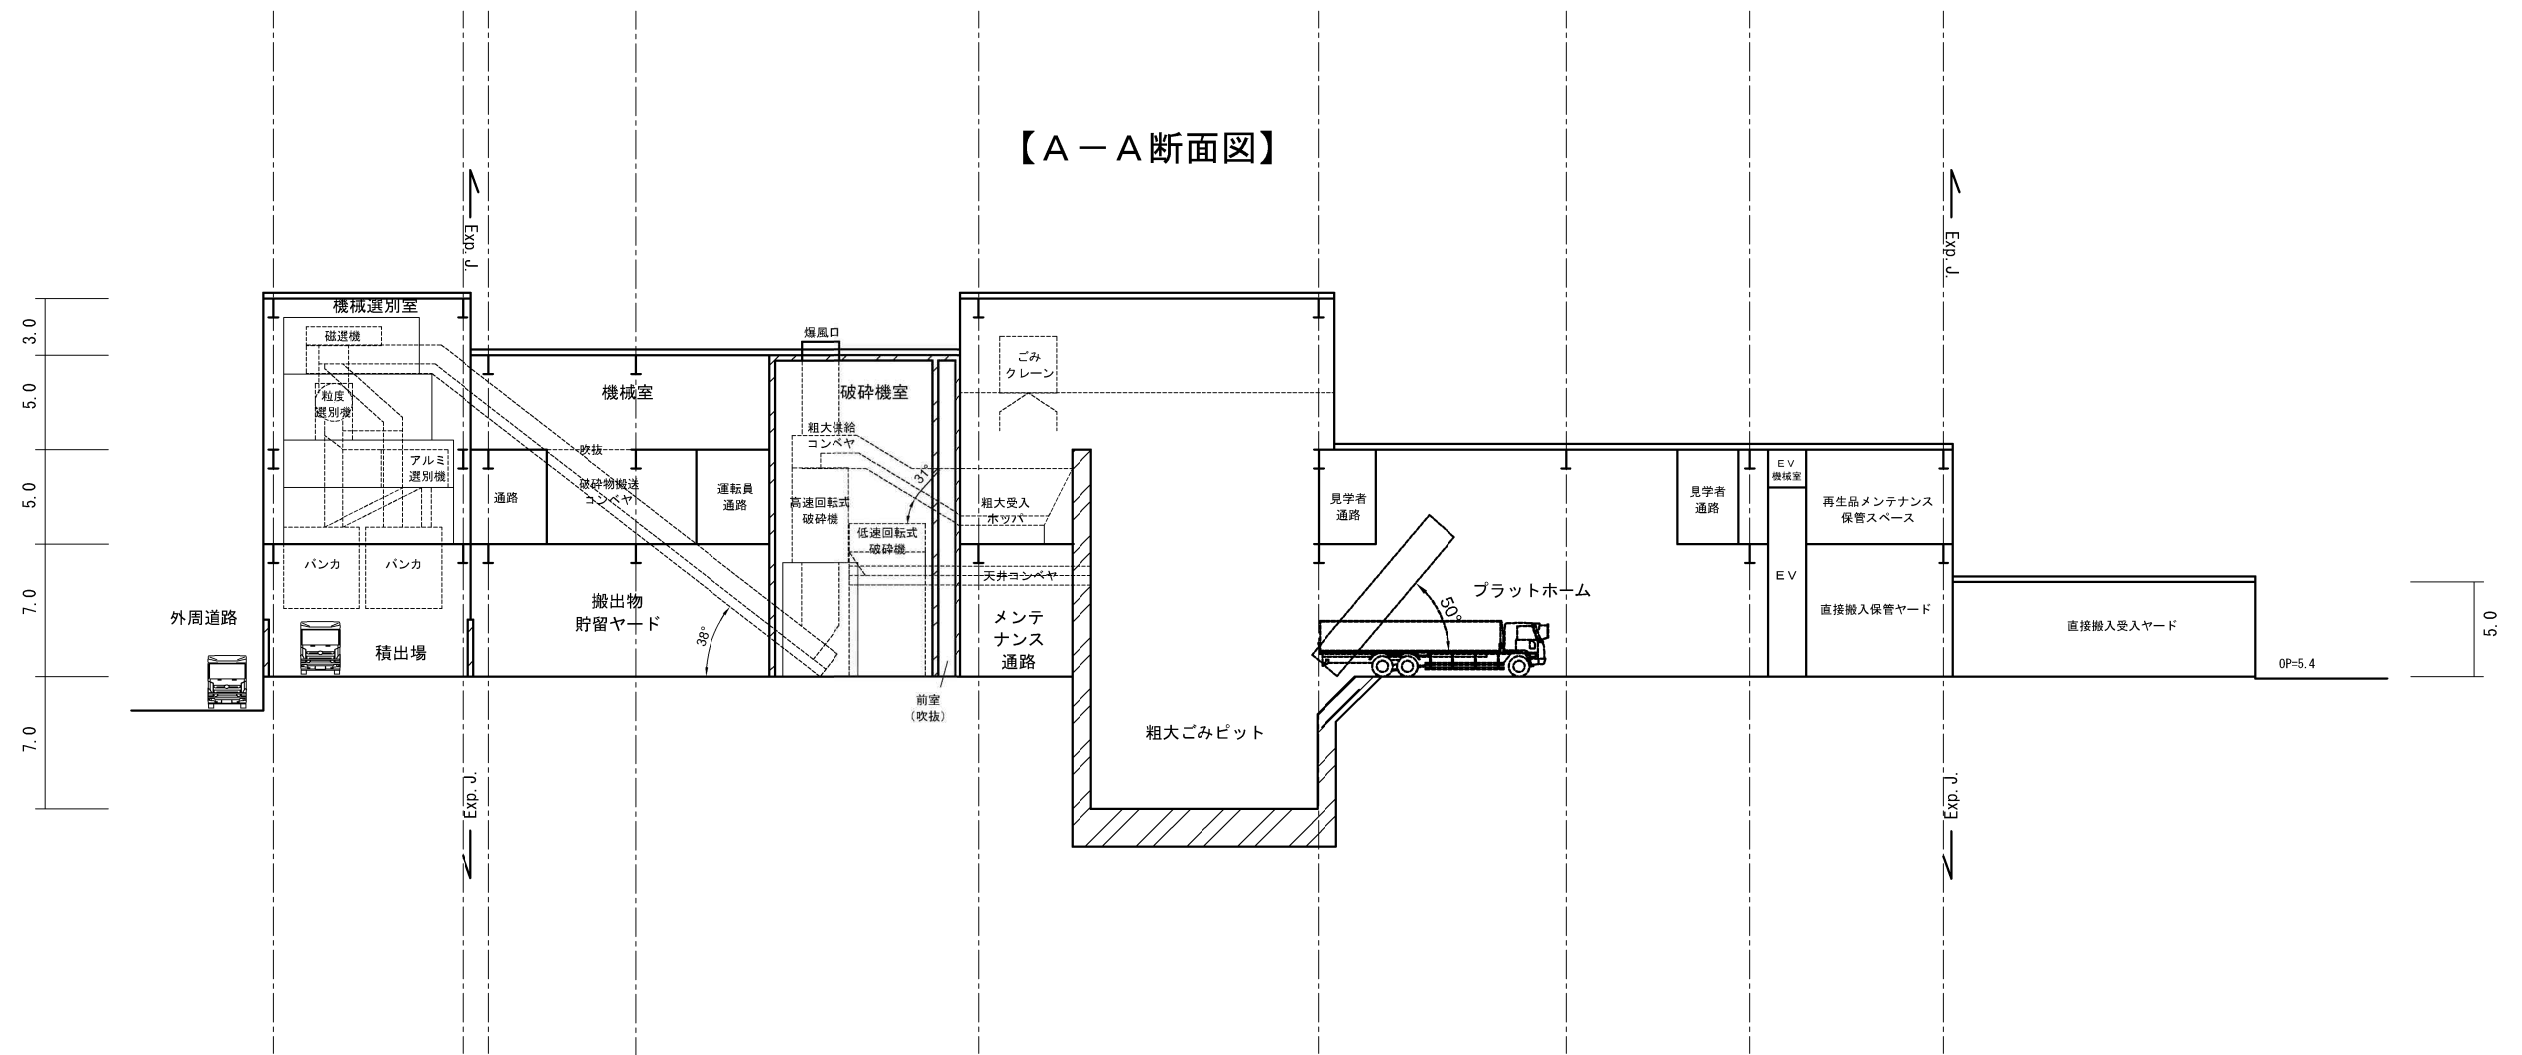 【A－A断面図】
Exp. J.
Exp. J.
3.0
5.0
5.0
7.0
7.0
機械選別室
磁選機
粒度
選別機
アルミ
選別機
バンカ
バンカ
外周道路
積出場
機械室
吹抜
通路
破砕物搬送
コンベヤ
運転員
通路
搬出物
貯留ヤード
38°
爆風口
破砕機室
粗大供給
コンベヤ
31°
高速回転式
破砕機
低速回転式
破砕機
前室
(吹抜)
ごみ
クレーン
粗大受入
ホッパ
天井コンベヤ
メンテ
ナンス
通路
粗大ごみピット
見学者
通路
50°
プラットホーム
見学者
通路
EV
機械室
EV
再生品メンテナンス
保管スペース
直接搬入保管ヤード
直接搬入受入ヤード
OP=5.4
5.0
Exp. J.
Exp. J.